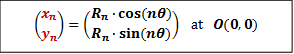 (xₙ yₙ) = (Rₙ · cos(nθ) Rₙ · sin(nθ)) at O(0, 0)